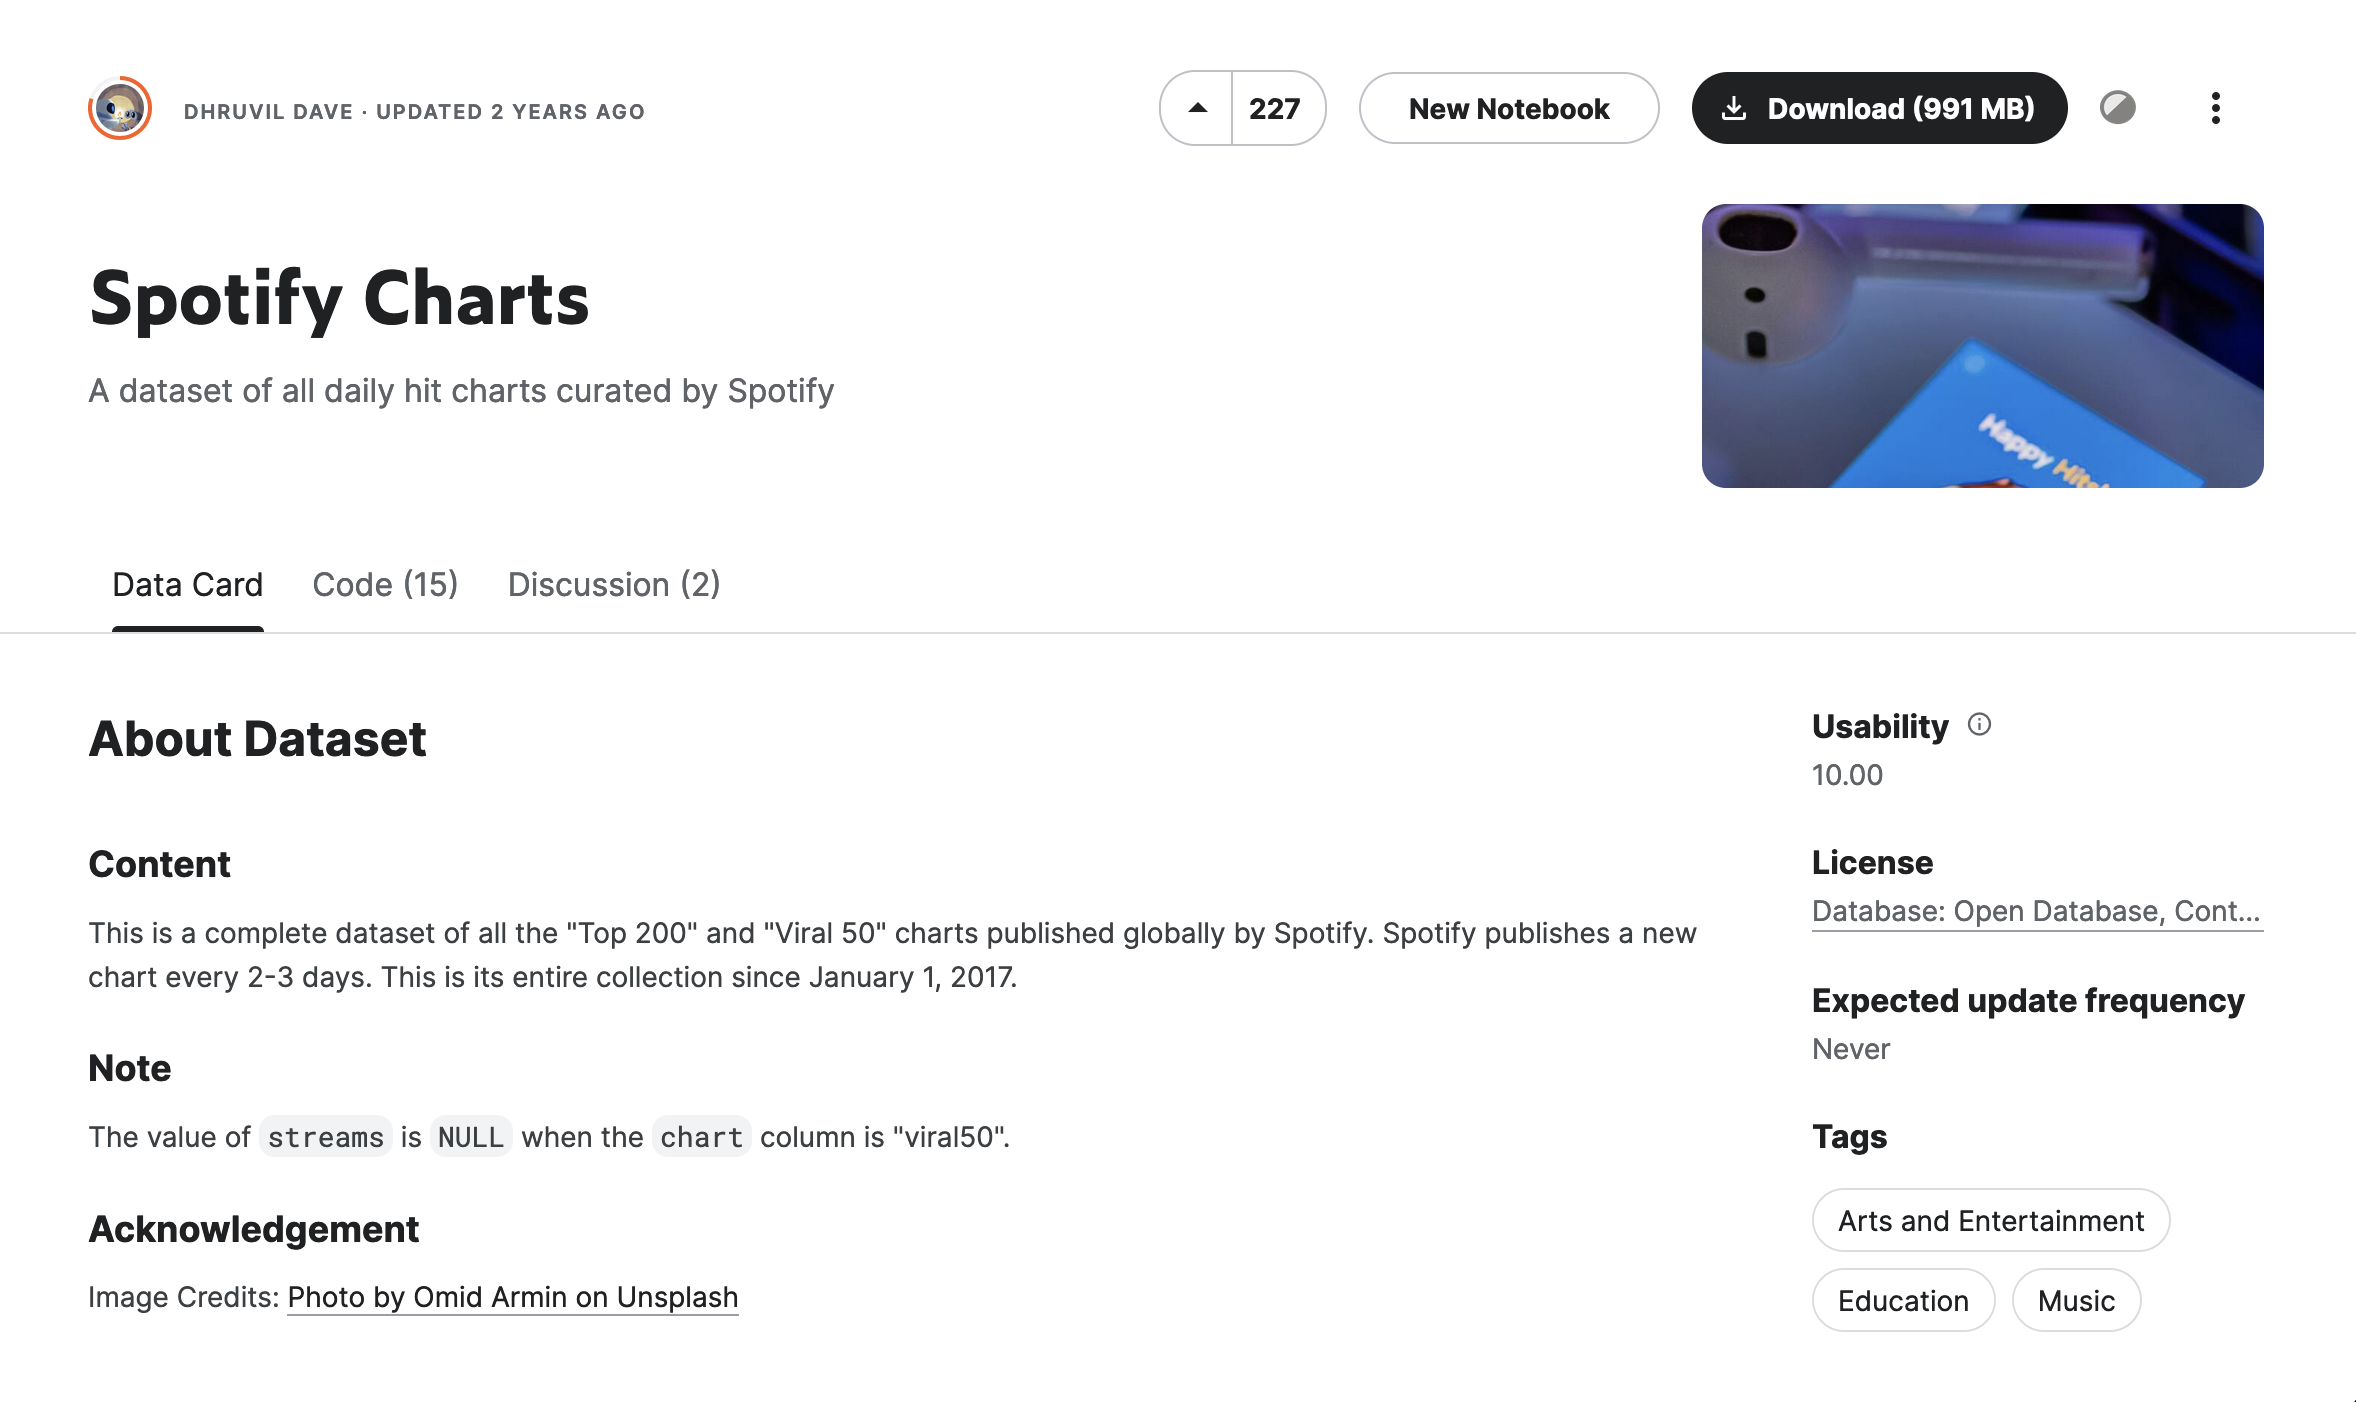 DHRUVIL DAVE · UPDATED 2 YEARS AGO
227
New Notebook
Download (991 MB)
Spotify Charts
A dataset of all daily hit charts curated by Spotify
Happy Hits!
Data Card
Code (15)
Discussion (2)
About Dataset
Content
This is a complete dataset of all the "Top 200" and "Viral 50" charts published globally by Spotify. Spotify publishes a new
chart every 2-3 days. This is its entire collection since January 1, 2017.
Note
The value of streams is NULL when the chart column is "viral50".
Acknowledgement
Image Credits: Photo by Omid Armin on Unsplash
Usability
10.00
License
Database: Open Database, Cont...
Expected update frequency
Never
Tags
Arts and Entertainment
Education
Music